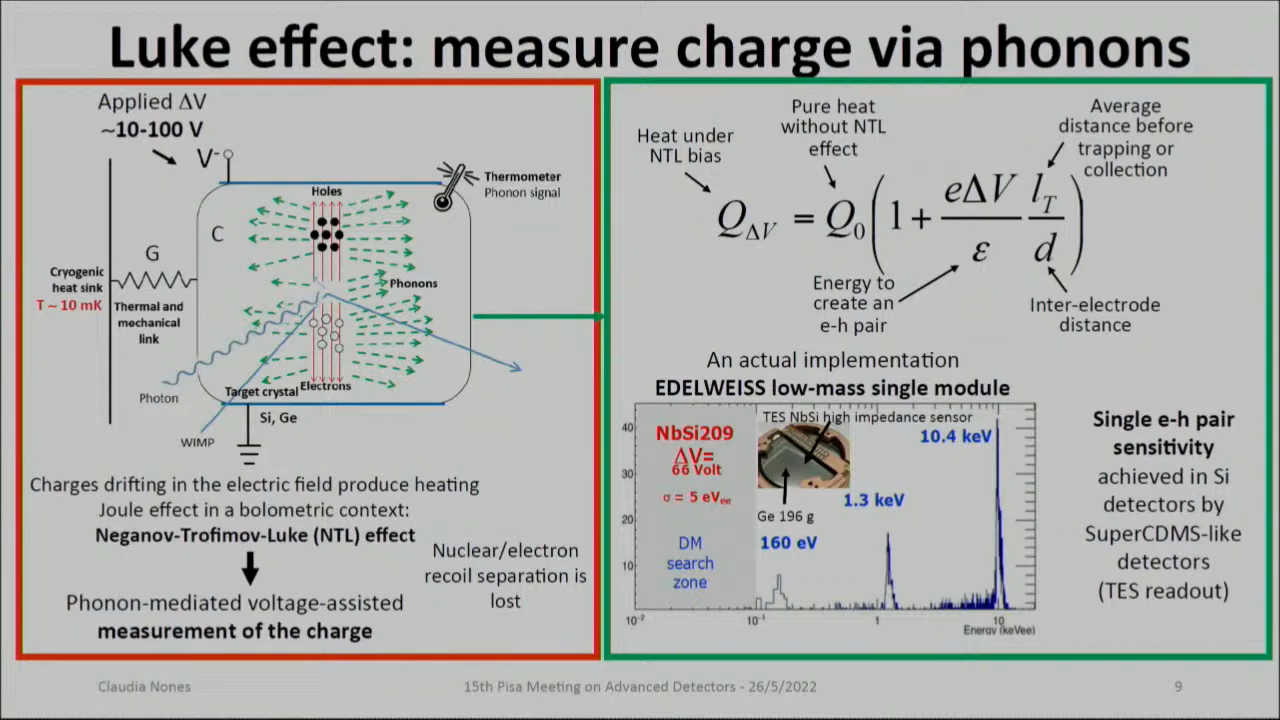 Luke effect: measure charge via phonons
Applied ΔV
~10-100 V
V-
Holes
Thermometer
Phonon signal
C
G
Cryogenic
heat sink
T ~ 10 mK
Thermal and
mechanical
link
Phonons
Photon
Target crystal
Electrons
Si, Ge
WIMP
Charges drifting in the electric field produce heating
Joule effect in a bolometric context:
Neganov-Trofimov-Luke (NTL) effect
Phonon-mediated voltage-assisted
measurement of the charge
Nuclear/electron
recoil separation is
lost
Heat under
NTL bias
Pure heat
without NTL
effect
Average
distance before
trapping or
collection
Q_ΔV = Q_0 (1 + eΔV/ε l_T/d)
Energy to
create an
e-h pair
Inter-electrode
distance
An actual implementation
EDELWEISS low-mass single module
NbSi209
ΔV=
66 Volt
σ = 5 eVee
DM
search
zone
TES NbSi high impedance sensor
Ge 196 g
160 eV
1.3 keV
10.4 keV
40
30
20
10
10-2
10-1
1
10
Energy (keVee)
Single e-h pair
sensitivity
achieved in Si
detectors by
SuperCDMS-like
detectors
(TES readout)
Claudia Nones
15th Pisa Meeting on Advanced Detectors - 26/5/2022
9